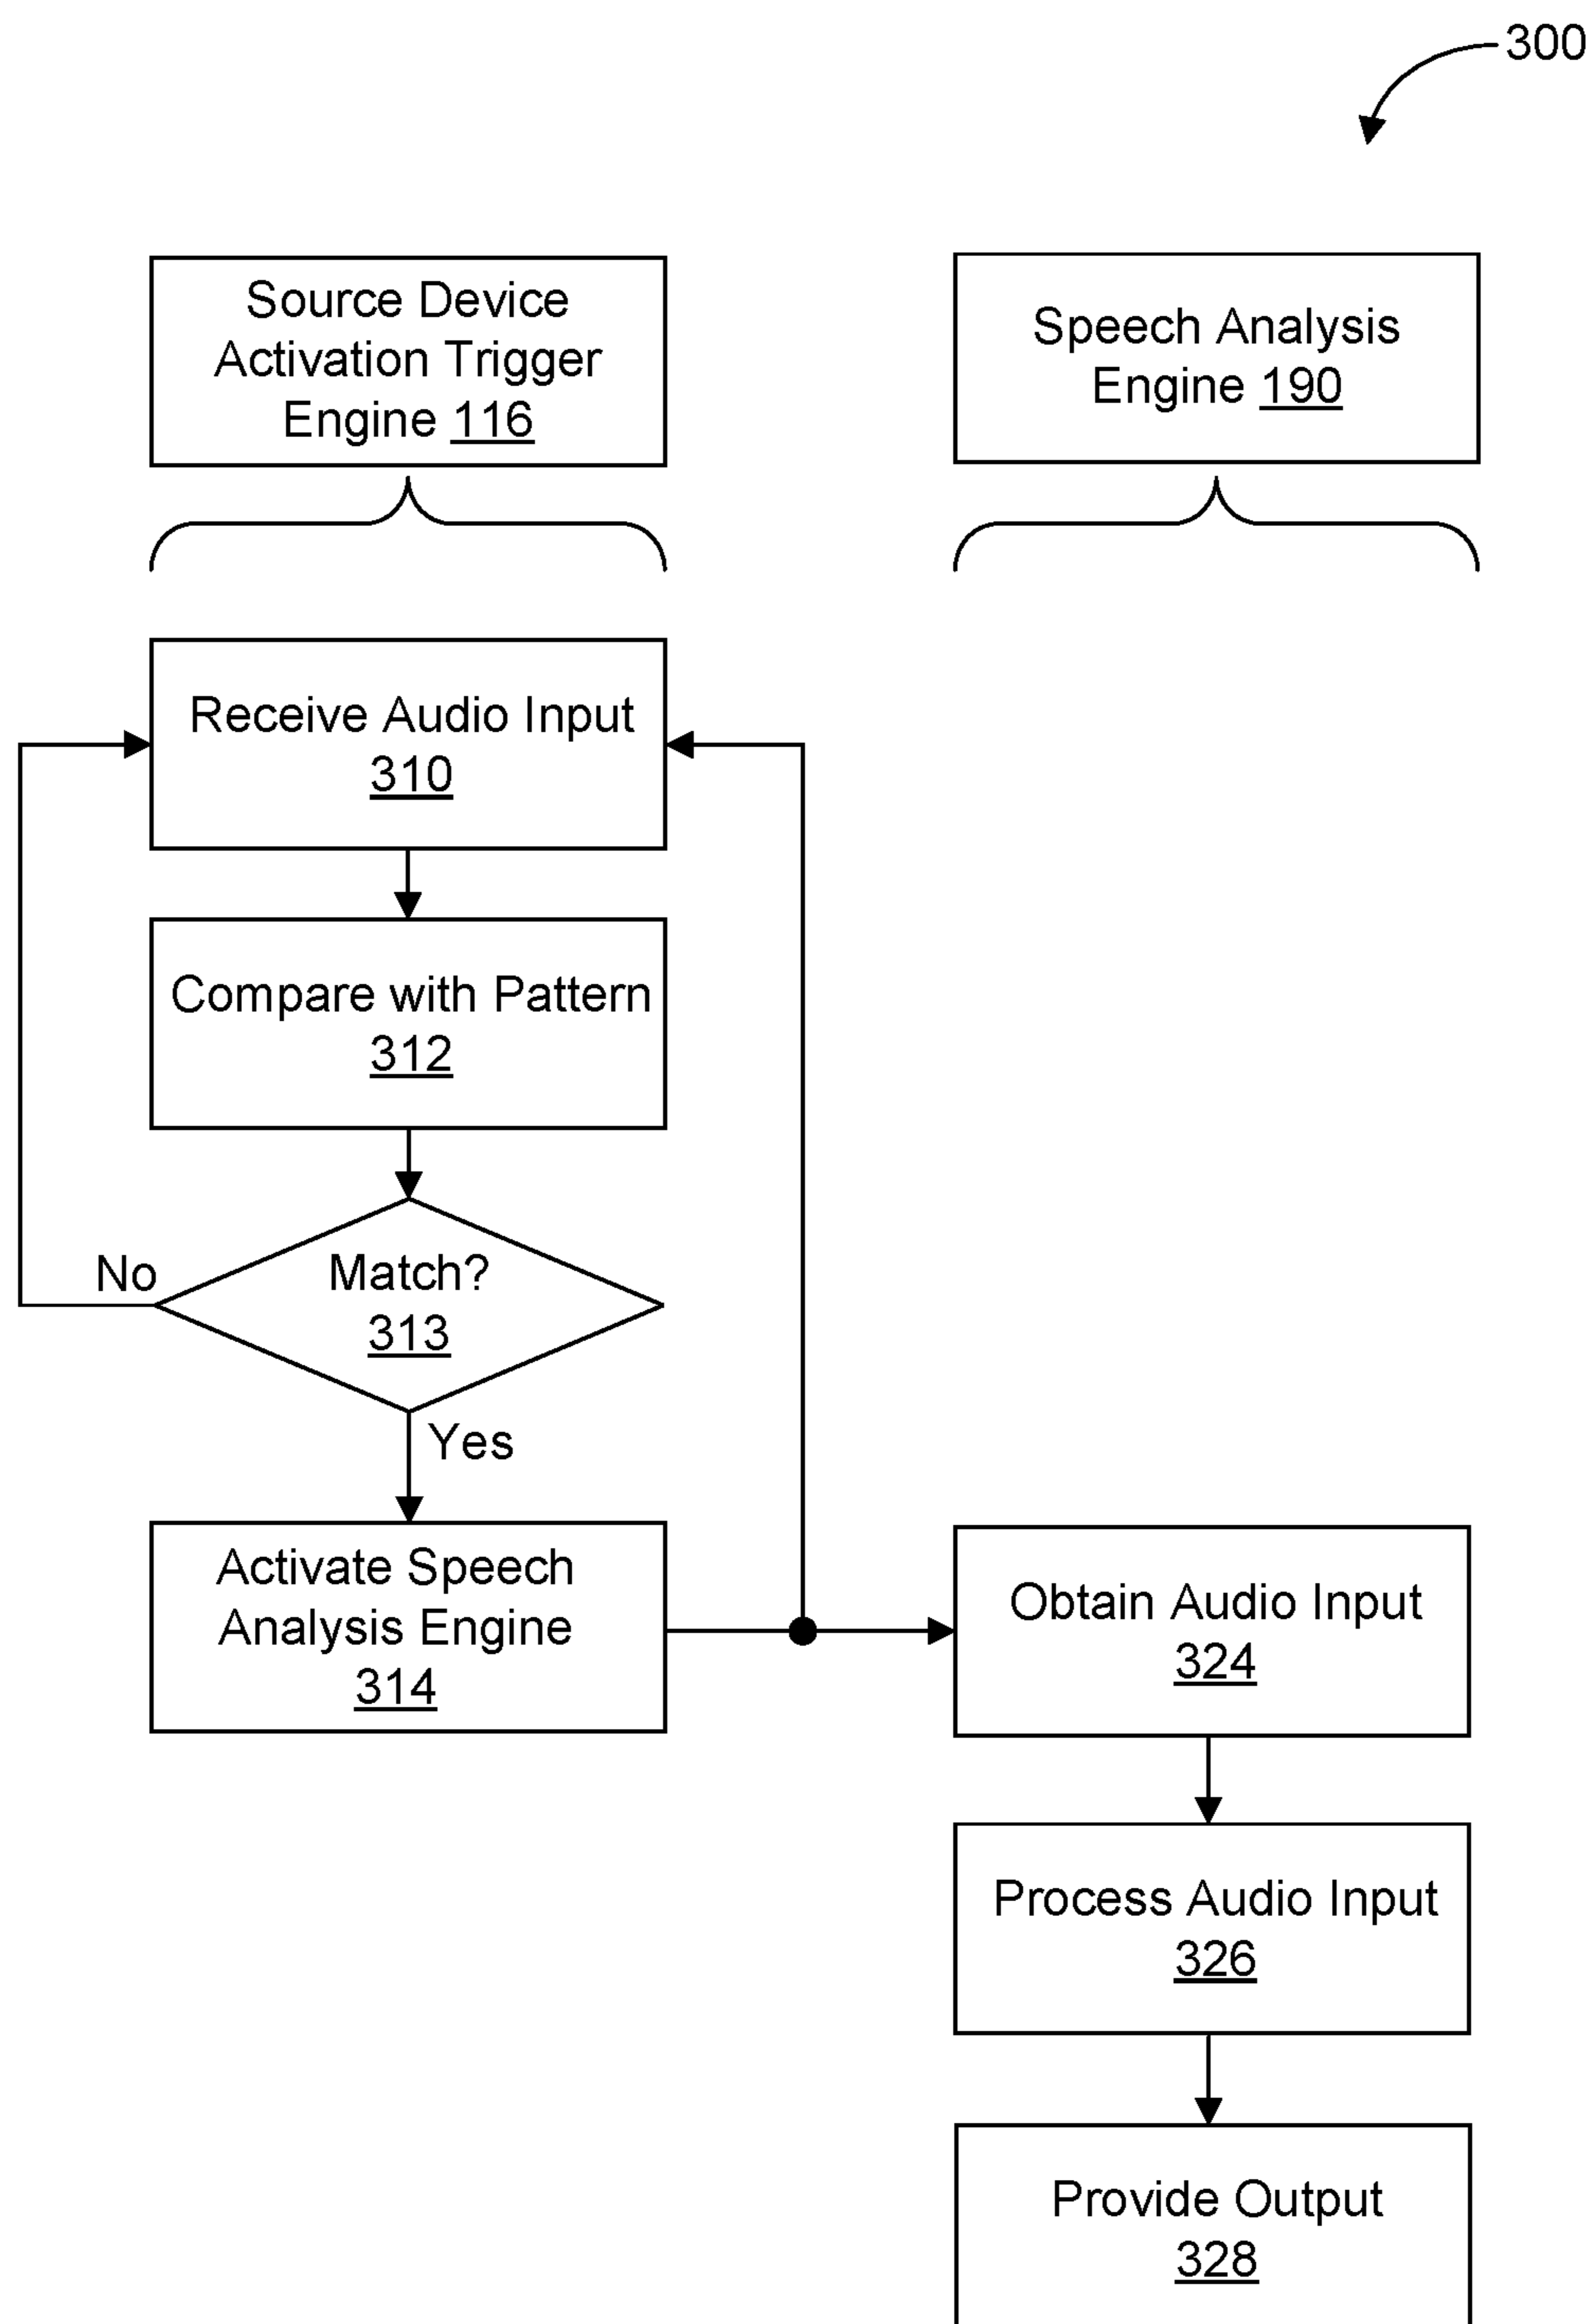 300
Source Device
Activation Trigger
Engine 116
Speech Analysis
Engine 190
Receive Audio Input
310
Compare with Pattern
312
Match?
313
No
Yes
Activate Speech
Analysis Engine
314
Obtain Audio Input
324
Process Audio Input
326
Provide Output
328